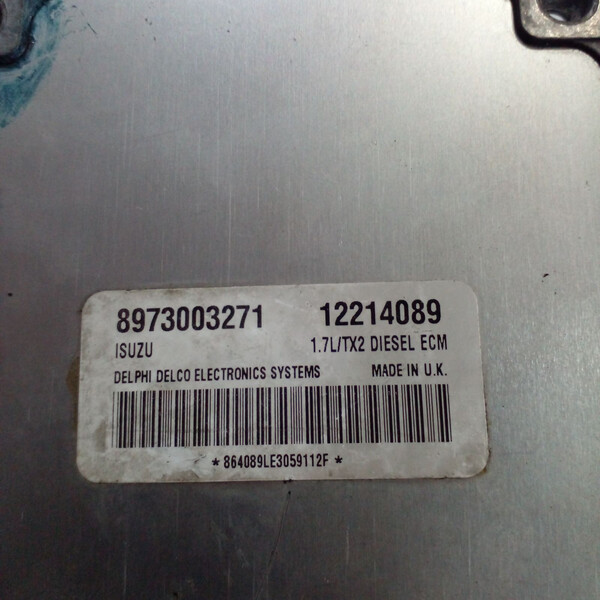 8973003271 12214089
ISUZU 1.7L/TX2 DIESEL ECM
DELPHI DELCO ELECTRONICS SYSTEMS MADE IN U.K.
* 864089LE3059112F *